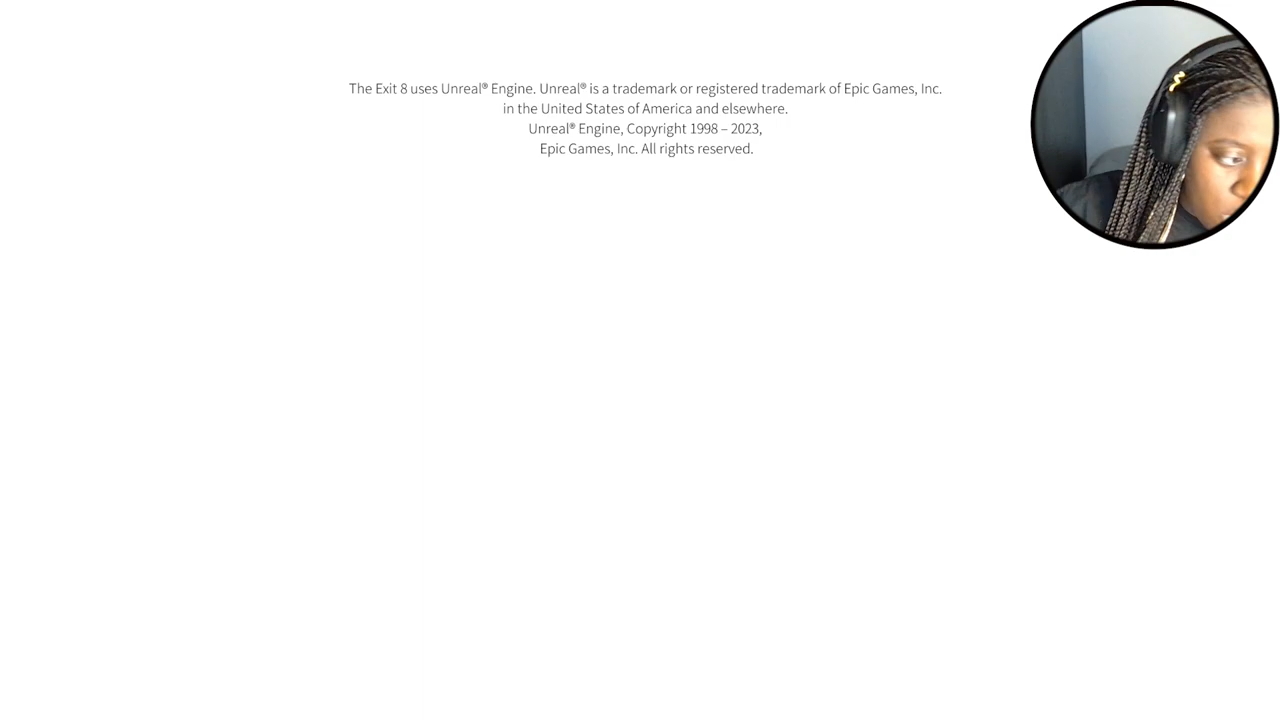 The Exit 8 uses Unreal® Engine. Unreal® is a trademark or registered trademark of Epic Games, Inc.
in the United States of America and elsewhere.
Unreal® Engine, Copyright 1998 – 2023,
Epic Games, Inc. All rights reserved.